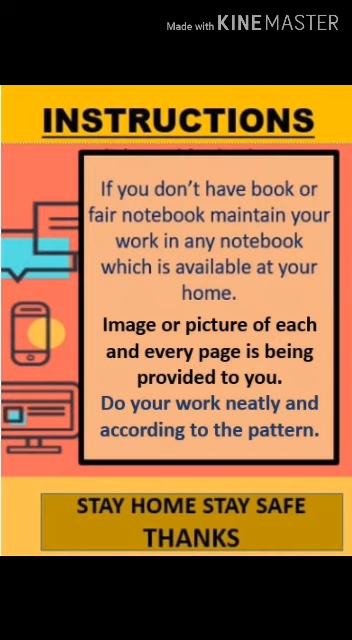 Made with KINEMASTER
INSTRUCTIONS
If you don't have book or
fair notebook maintain your
work in any notebook
which is available at your
home.
Image or picture of each
and every page is being
provided to you.
Do your work neatly and
according to the pattern.
STAY HOME STAY SAFE
THANKS